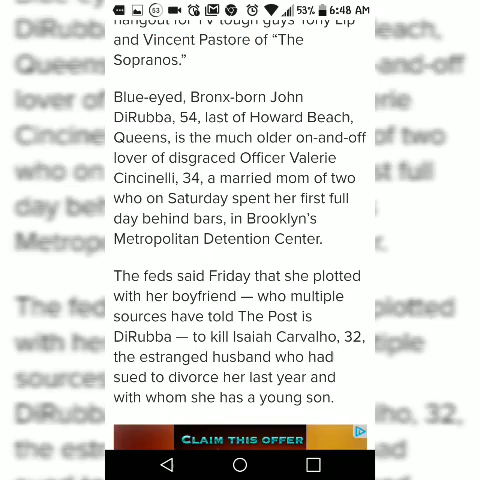 53 53% 6:48 AM
hangout for TV tough guys Tony Lip
and Vincent Pastore of “The
Sopranos.”
Blue-eyed, Bronx-born John
DiRubba, 54, last of Howard Beach,
Queens, is the much older on-and-off
lover of disgraced Officer Valerie
Cincinelli, 34, a married mom of two
who on Saturday spent her first full
day behind bars, in Brooklyn’s
Metropolitan Detention Center.
The feds said Friday that she plotted
with her boyfriend — who multiple
sources have told The Post is
DiRubba — to kill Isaiah Carvalho, 32,
the estranged husband who had
sued to divorce her last year and
with whom she has a young son.
CLAIM THIS OFFER